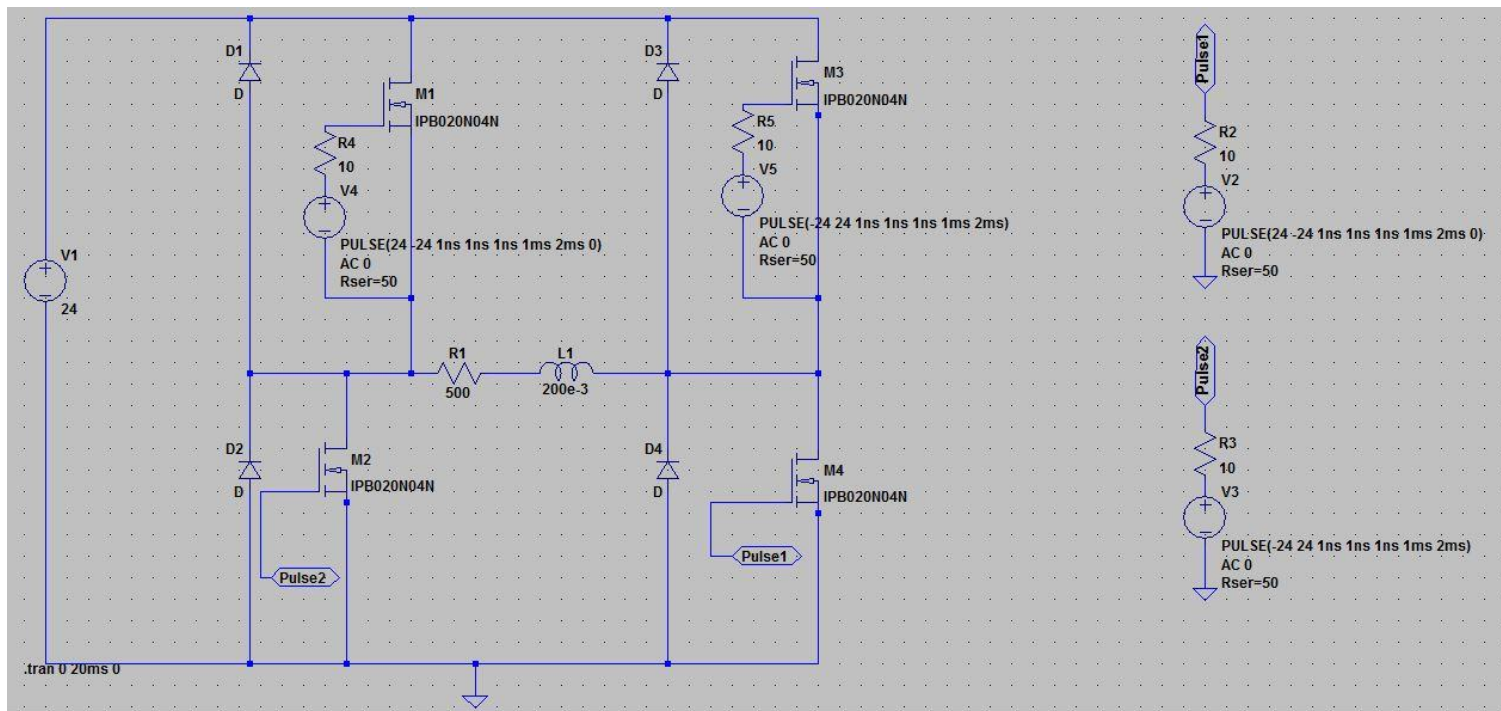 D1
D
M1
IPB020N04N
R4
10
V4
PULSE(24 -24 1ns 1ns 1ns 1ms 2ms 0)
AC 0
Rser=50
D3
D
M3
IPB020N04N
R5
10
V5
PULSE(-24 24 1ns 1ns 1ns 1ms 2ms)
AC 0
Rser=50
Pulse1
R2
10
V2
PULSE(24 -24 1ns 1ns 1ns 1ms 2ms 0)
AC 0
Rser=50
V1
24
R1
500
L1
200e-3
D2
D
M2
IPB020N04N
Pulse2
D4
D
M4
IPB020N04N
Pulse1
Pulse2
R3
10
V3
PULSE(-24 24 1ns 1ns 1ns 1ms 2ms)
AC 0
Rser=50
.tran 0 20ms 0